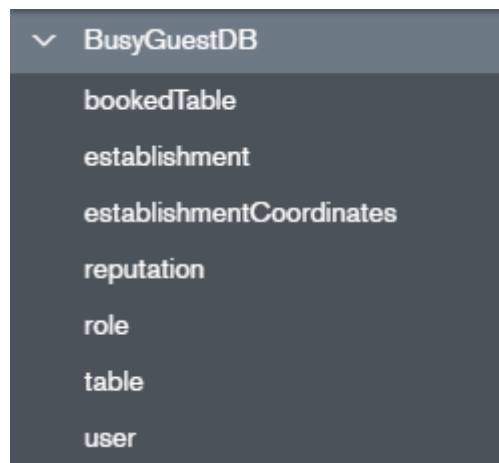 BusyGuestDB
bookedTable
establishment
establishmentCoordinates
reputation
role
table
user